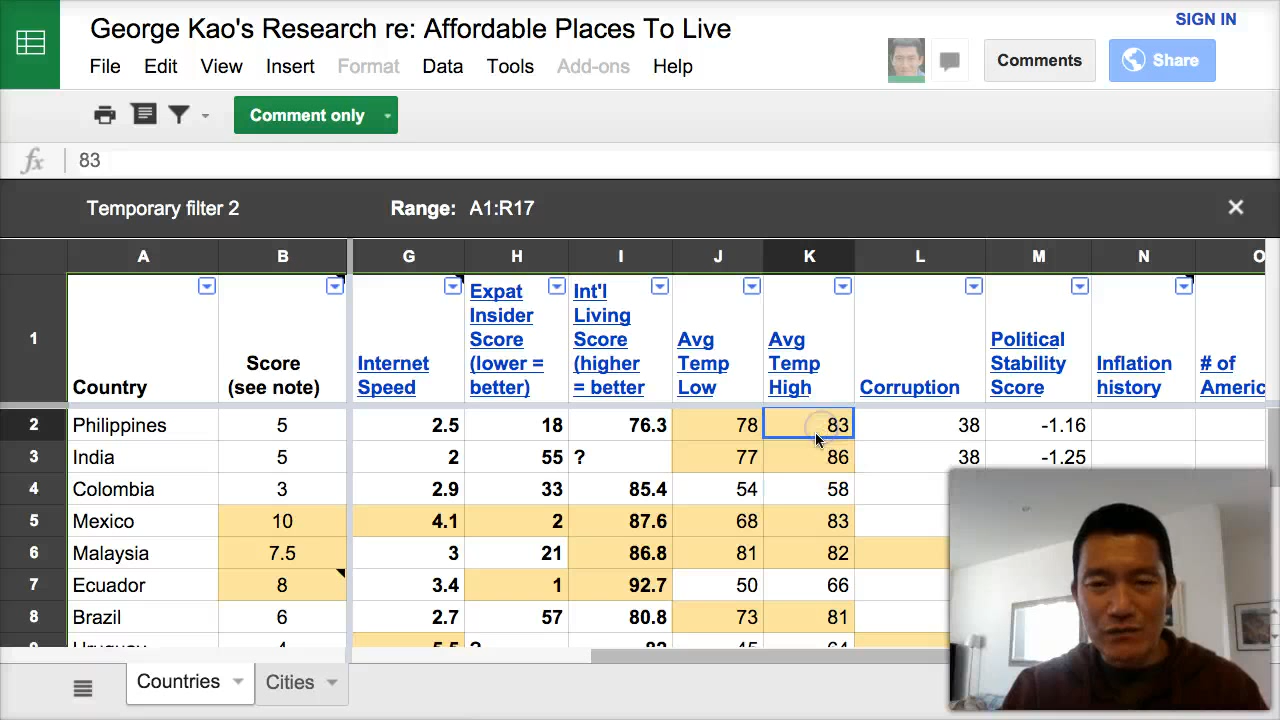 George Kao's Research re: Affordable Places To Live
SIGN IN
File Edit View Insert Format Data Tools Add-ons Help
Comments
Share
Comment only
fx 83
Temporary filter 2 Range: A1:R17
A B G H I J K L M N O
1 Country Score (see note) Internet Speed Expat Insider Score (lower = better) Int'l Living Score (higher = better Avg Temp Low Avg Temp High Corruption Political Stability Score Inflation history # of Americ
2 Philippines 5 2.5 18 76.3 78 83 38 -1.16
3 India 5 2 55 ? 77 86 38 -1.25
4 Colombia 3 2.9 33 85.4 54 58
5 Mexico 10 4.1 2 87.6 68 83
6 Malaysia 7.5 3 21 86.8 81 82
7 Ecuador 8 3.4 1 92.7 50 66
8 Brazil 6 2.7 57 80.8 73 81
Countries Cities